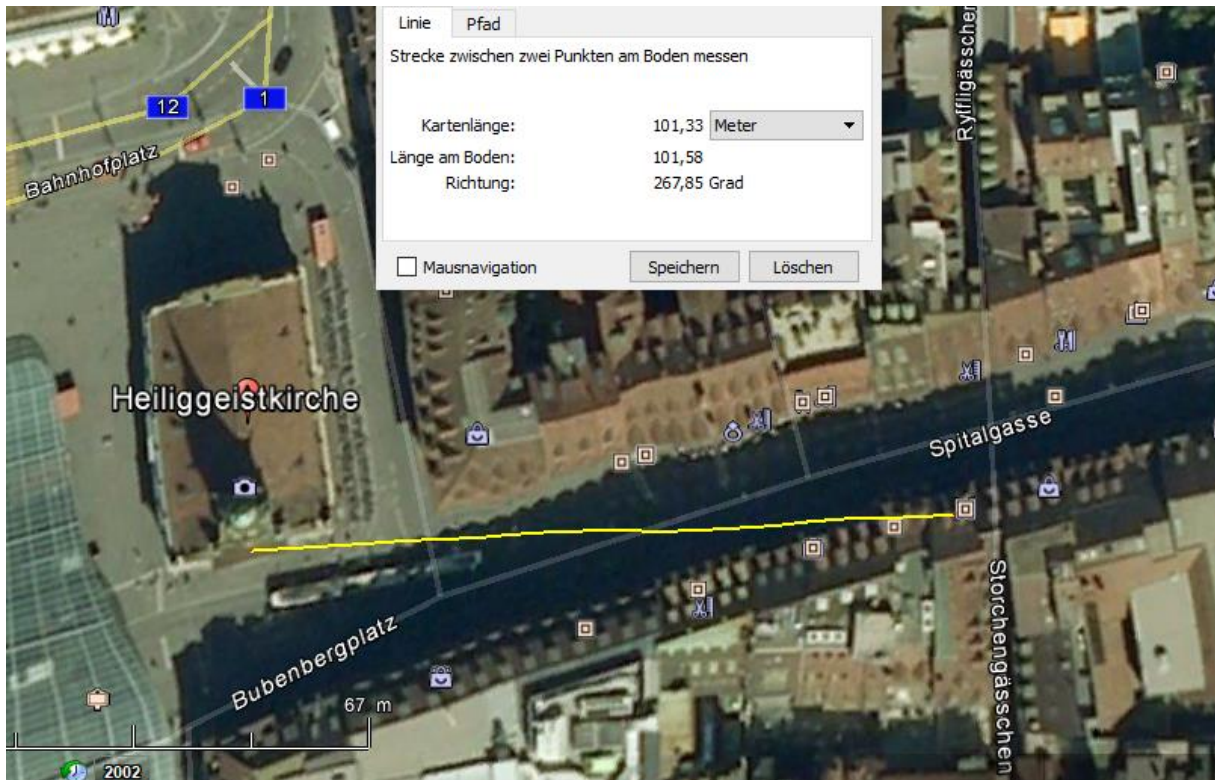 Linie Pfad
Strecke zwischen zwei Punkten am Boden messen
Kartenlänge: 101,33 Meter
Länge am Boden: 101,58
Richtung: 267,85 Grad
Mausnavigation Speichern Löschen
12
1
Bahnhofplatz
Ryffligässchen
Heiliggeistkirche
Spitalgasse
Bubenbergplatz
Storchengässchen
67 m
2002